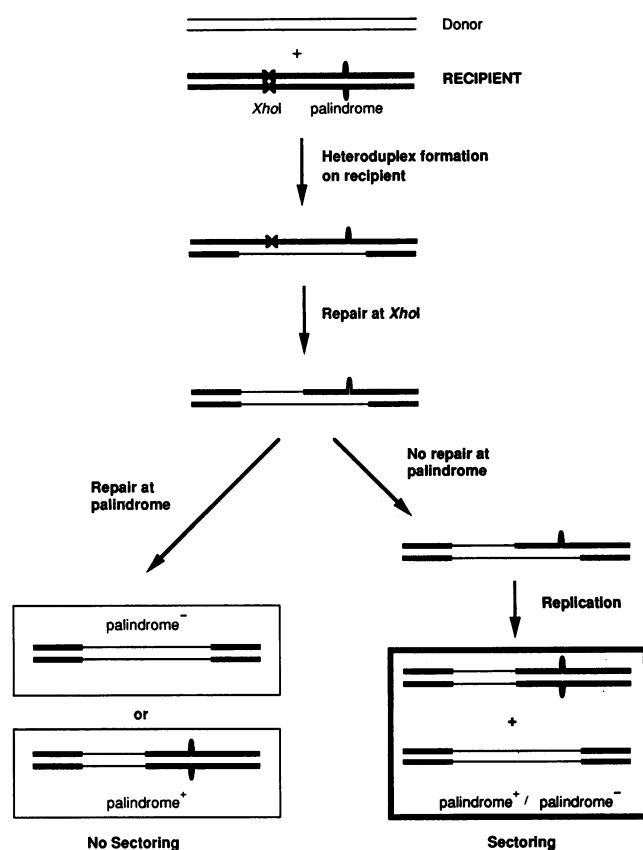 Donor
+
RECIPIENT
XhoI
palindrome
Heteroduplex formation
on recipient
Repair at XhoI
Repair at
palindrome
No repair at
palindrome
Replication
palindrome⁻
or
palindrome⁺
No Sectoring
+
palindrome⁺ / palindrome⁻
Sectoring